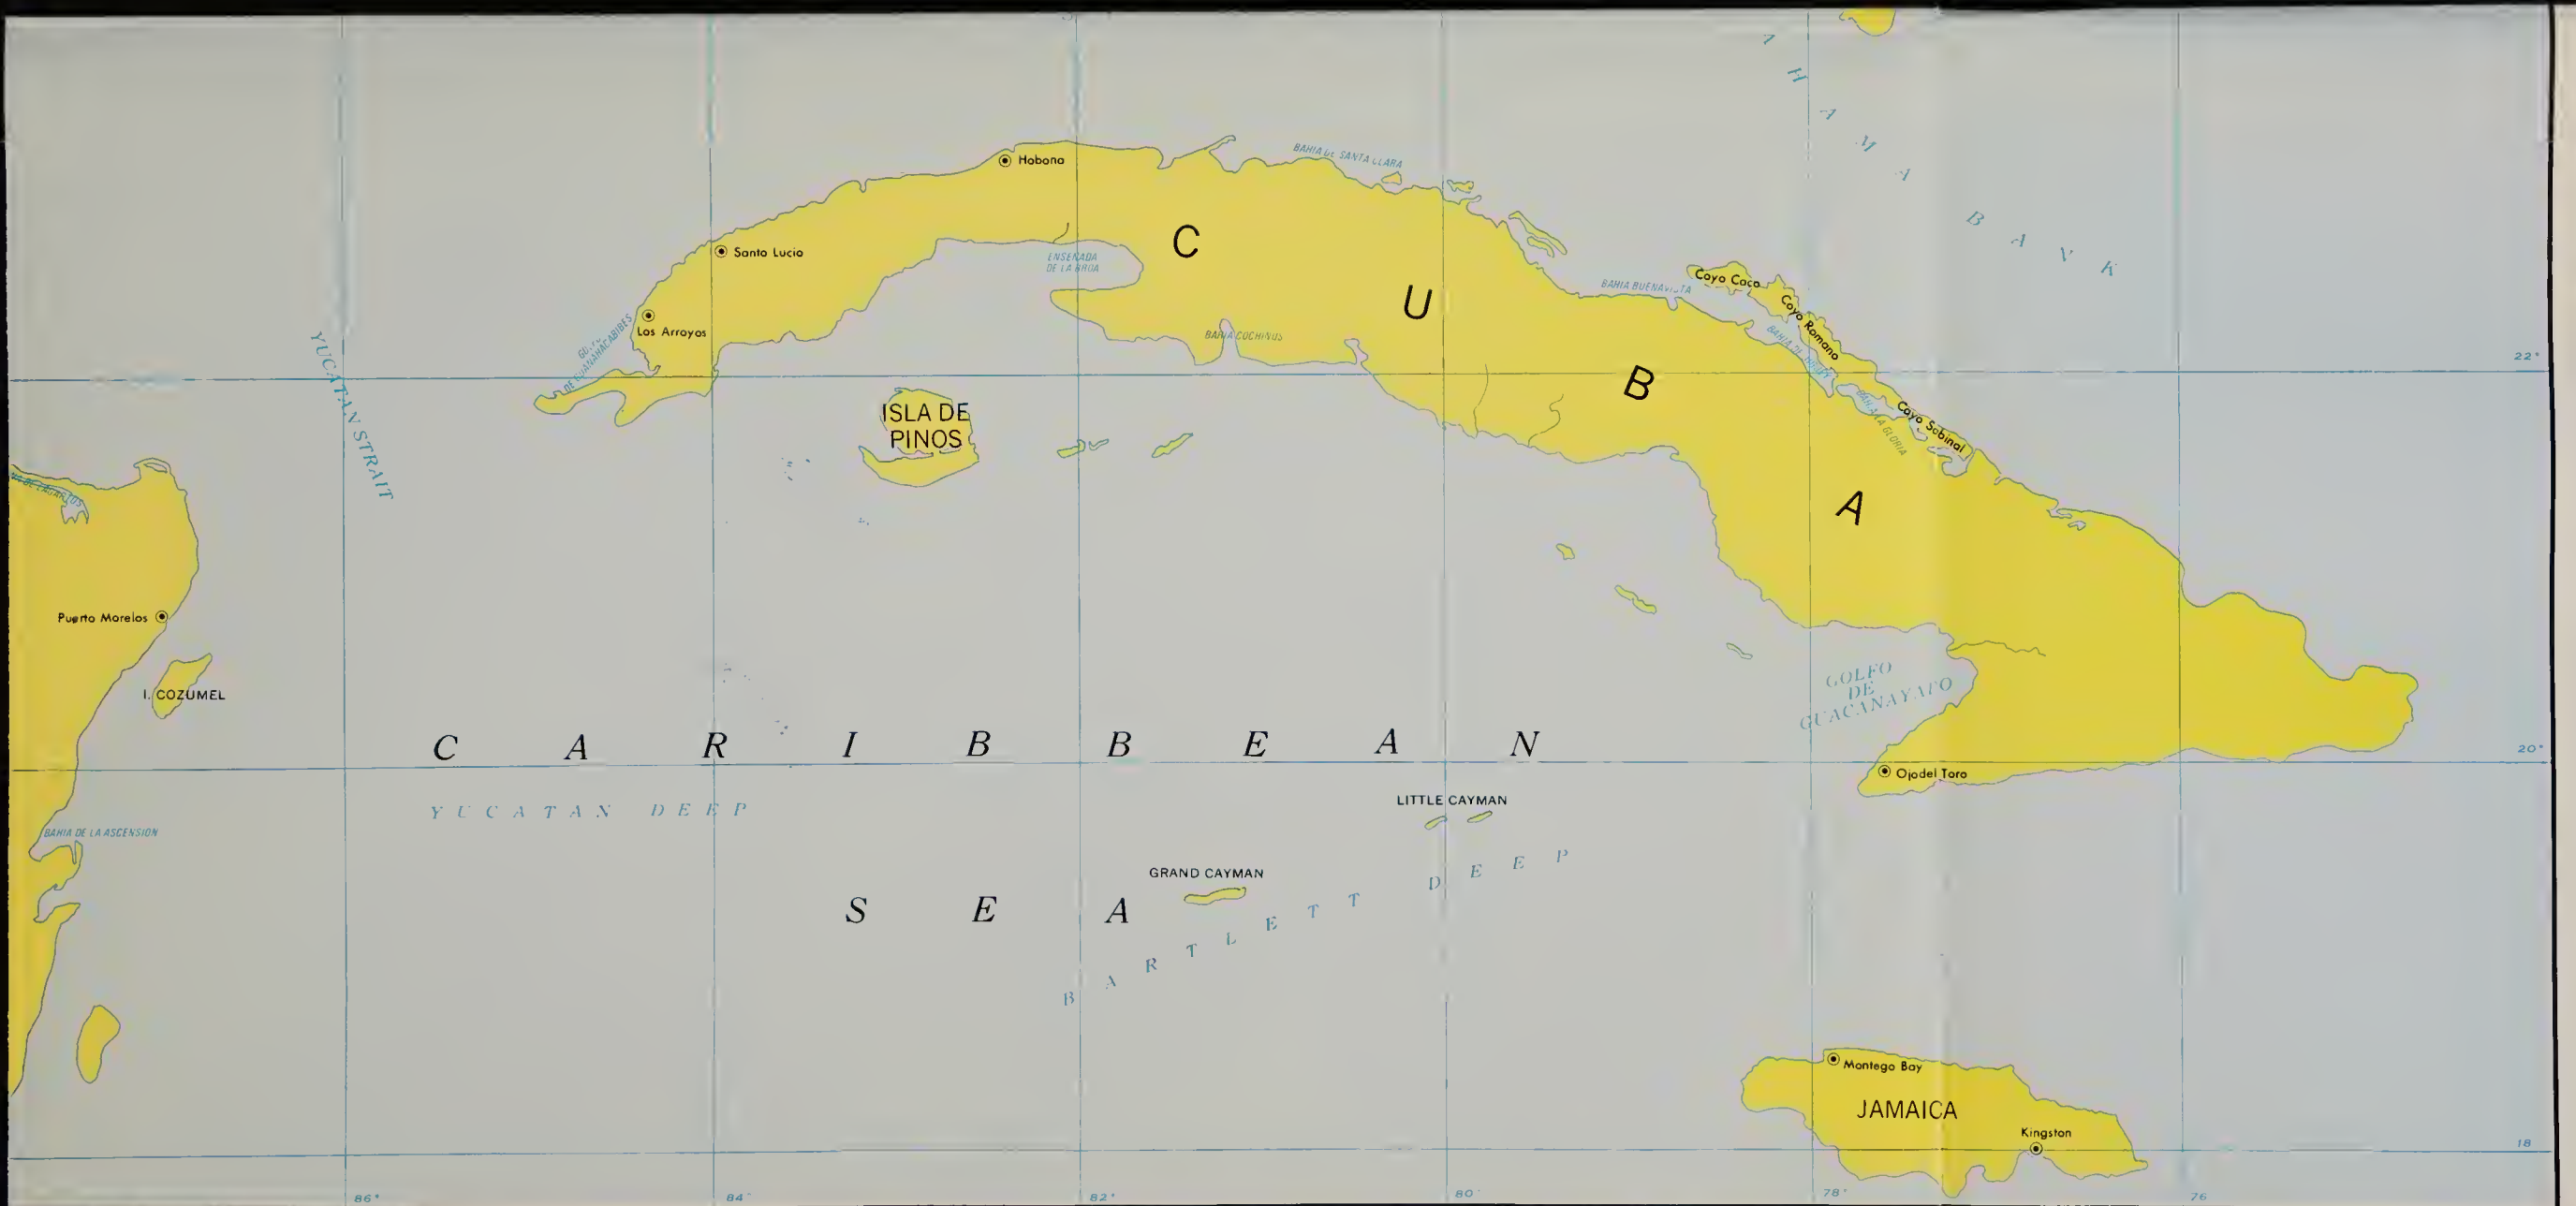 A
H
A
M
A
B A N K
Habana
BAHIA DE SANTA CLARA
C
U
B
A
Santa Lucia
ENSENADA
DE LA BROA
Cayo Coco
BAHIA BUENAVISTA
Cayo Romano
Los Arroyos
DE GUANAHACABIBES
BAHIA COCHINOS
22°
YUCATAN STRAIT
ISLA DE
PINOS
Cayo Sabinal
Puerto Morelos
I. COZUMEL
GOLFO
DE
GUACANAYABO
C A R I B B E A N
20°
Ojodel Toro
YUCATAN DEEP
LITTLE CAYMAN
BAHIA DE LA ASCENSION
GRAND CAYMAN
S E A
BARTLETT DEEP
Montego Bay
JAMAICA
Kingston
18
86°
84
82°
80
78°
76